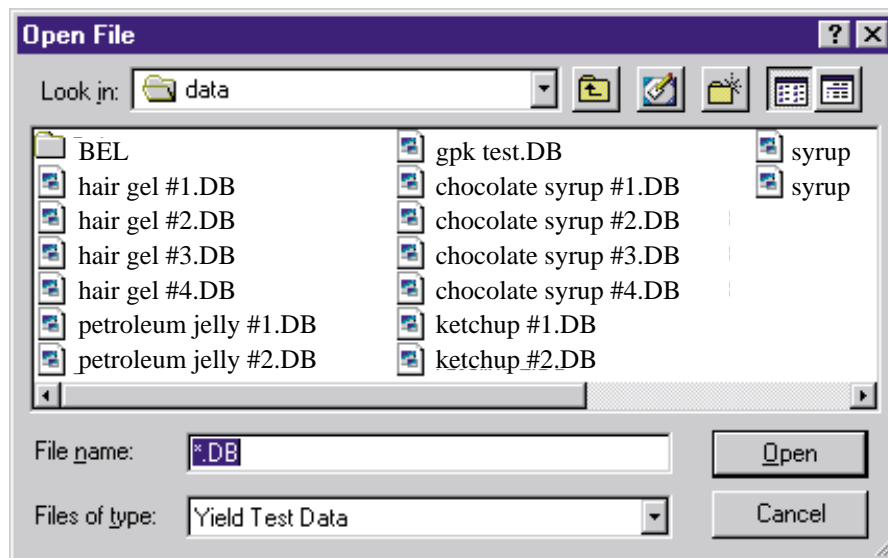 Open File
Look in: data
BEL
hair gel #1.DB
hair gel #2.DB
hair gel #3.DB
hair gel #4.DB
petroleum jelly #1.DB
petroleum jelly #2.DB
gpk test.DB
chocolate syrup #1.DB
chocolate syrup #2.DB
chocolate syrup #3.DB
chocolate syrup #4.DB
ketchup #1.DB
ketchup #2.DB
syrup
syrup
File name: *.DB
Open
Files of type: Yield Test Data
Cancel